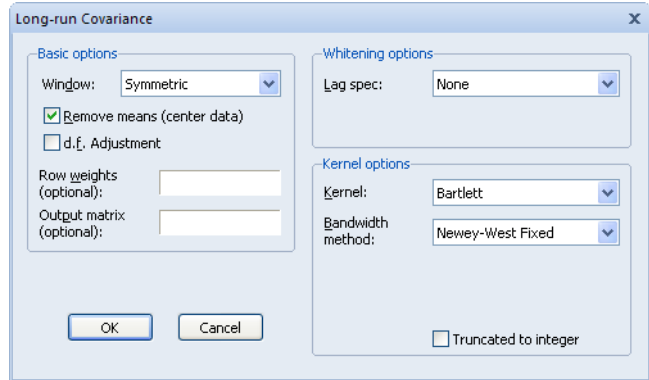 Long-run Covariance
x
Basic options
Window: Symmetric
Remove means (center data)
d.f. Adjustment
Row weights
(optional):
Output matrix
(optional):
OK Cancel
Whitening options
Lag spec: None
Kernel options
Kernel: Bartlett
Bandwidth
method: Newey-West Fixed
Truncated to integer